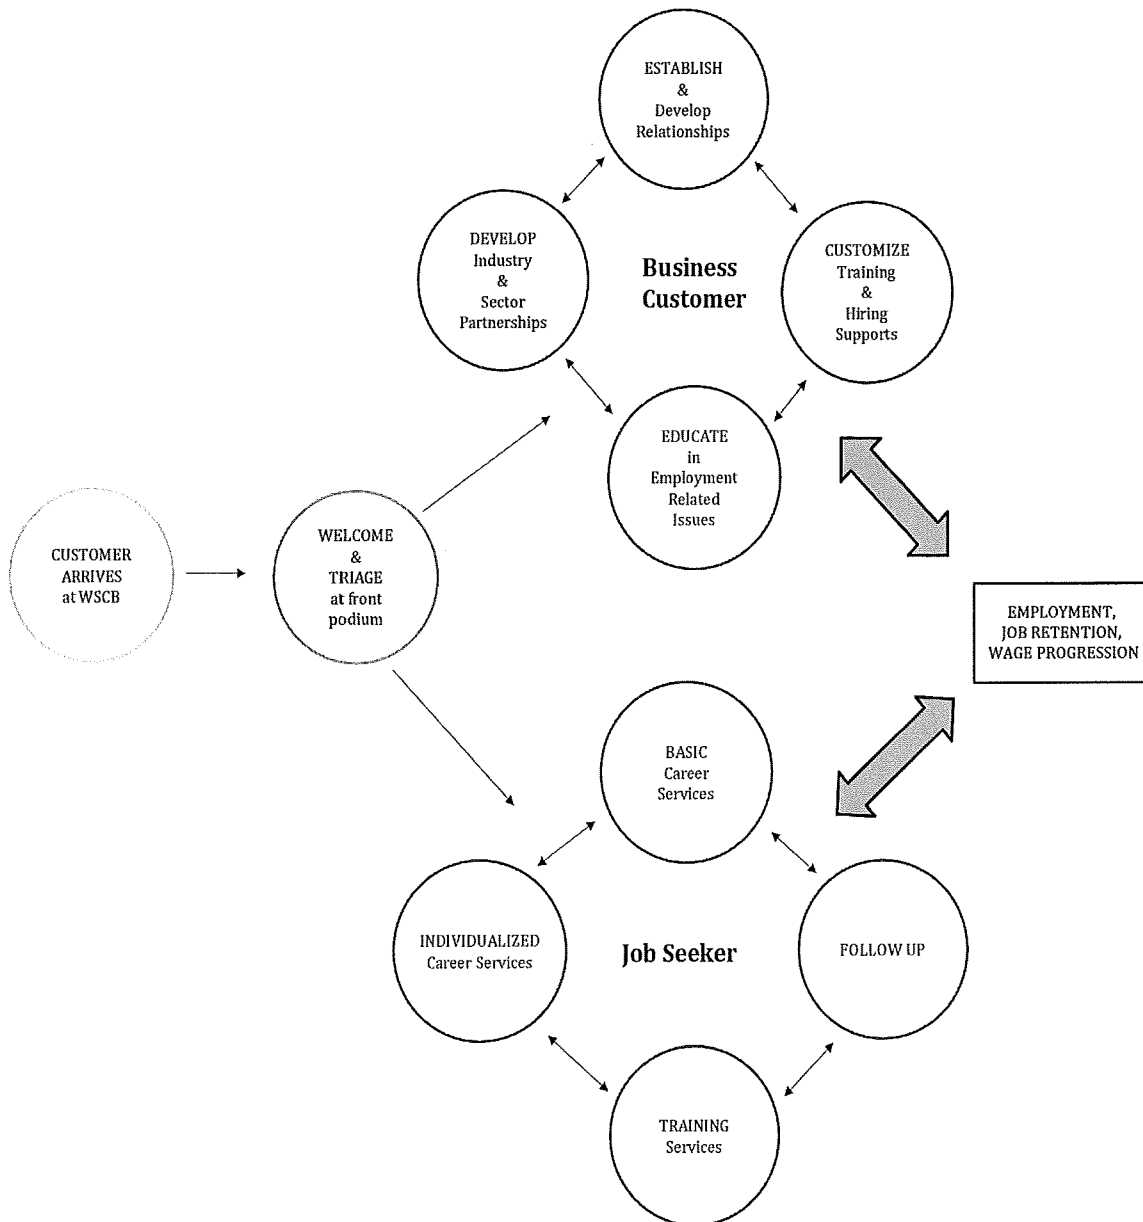 ESTABLISH
&
Develop
Relationships
DEVELOP
Industry
&
Sector
Partnerships
Business
Customer
CUSTOMIZE
Training
&
Hiring
Supports
EDUCATE
in
Employment
Related
Issues
CUSTOMER
ARRIVES
at WSCB
WELCOME
&
TRIAGE
at front
podium
EMPLOYMENT,
JOB RETENTION,
WAGE PROGRESSION
BASIC
Career
Services
INDIVIDUALIZED
Career Services
Job Seeker
FOLLOW UP
TRAINING
Services